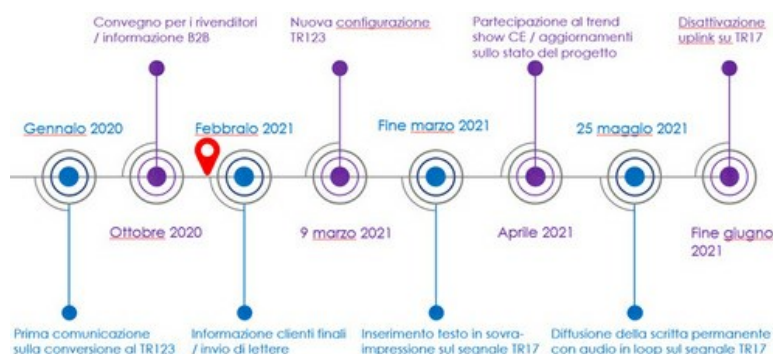 Convegno per i rivenditori
/ informazione B2B
Nuova configurazione
TR123
Partecipazione al trend
show CE / aggiornamenti
sullo stato del progetto
Disattivazione
uplink su TR17
Gennaio 2020
Febbraio 2021
Fine marzo 2021
25 maggio 2021
Ottobre 2020
9 marzo 2021
Aprile 2021
Fine giugno
2021
Prima comunicazione
sulla conversione al TR123
Informazione clienti finali
/ invio di lettere
Inserimento testo in sovra-
impressione sul segnale TR17
Diffusione della scritta permanente
con audio in loop sul segnale TR17